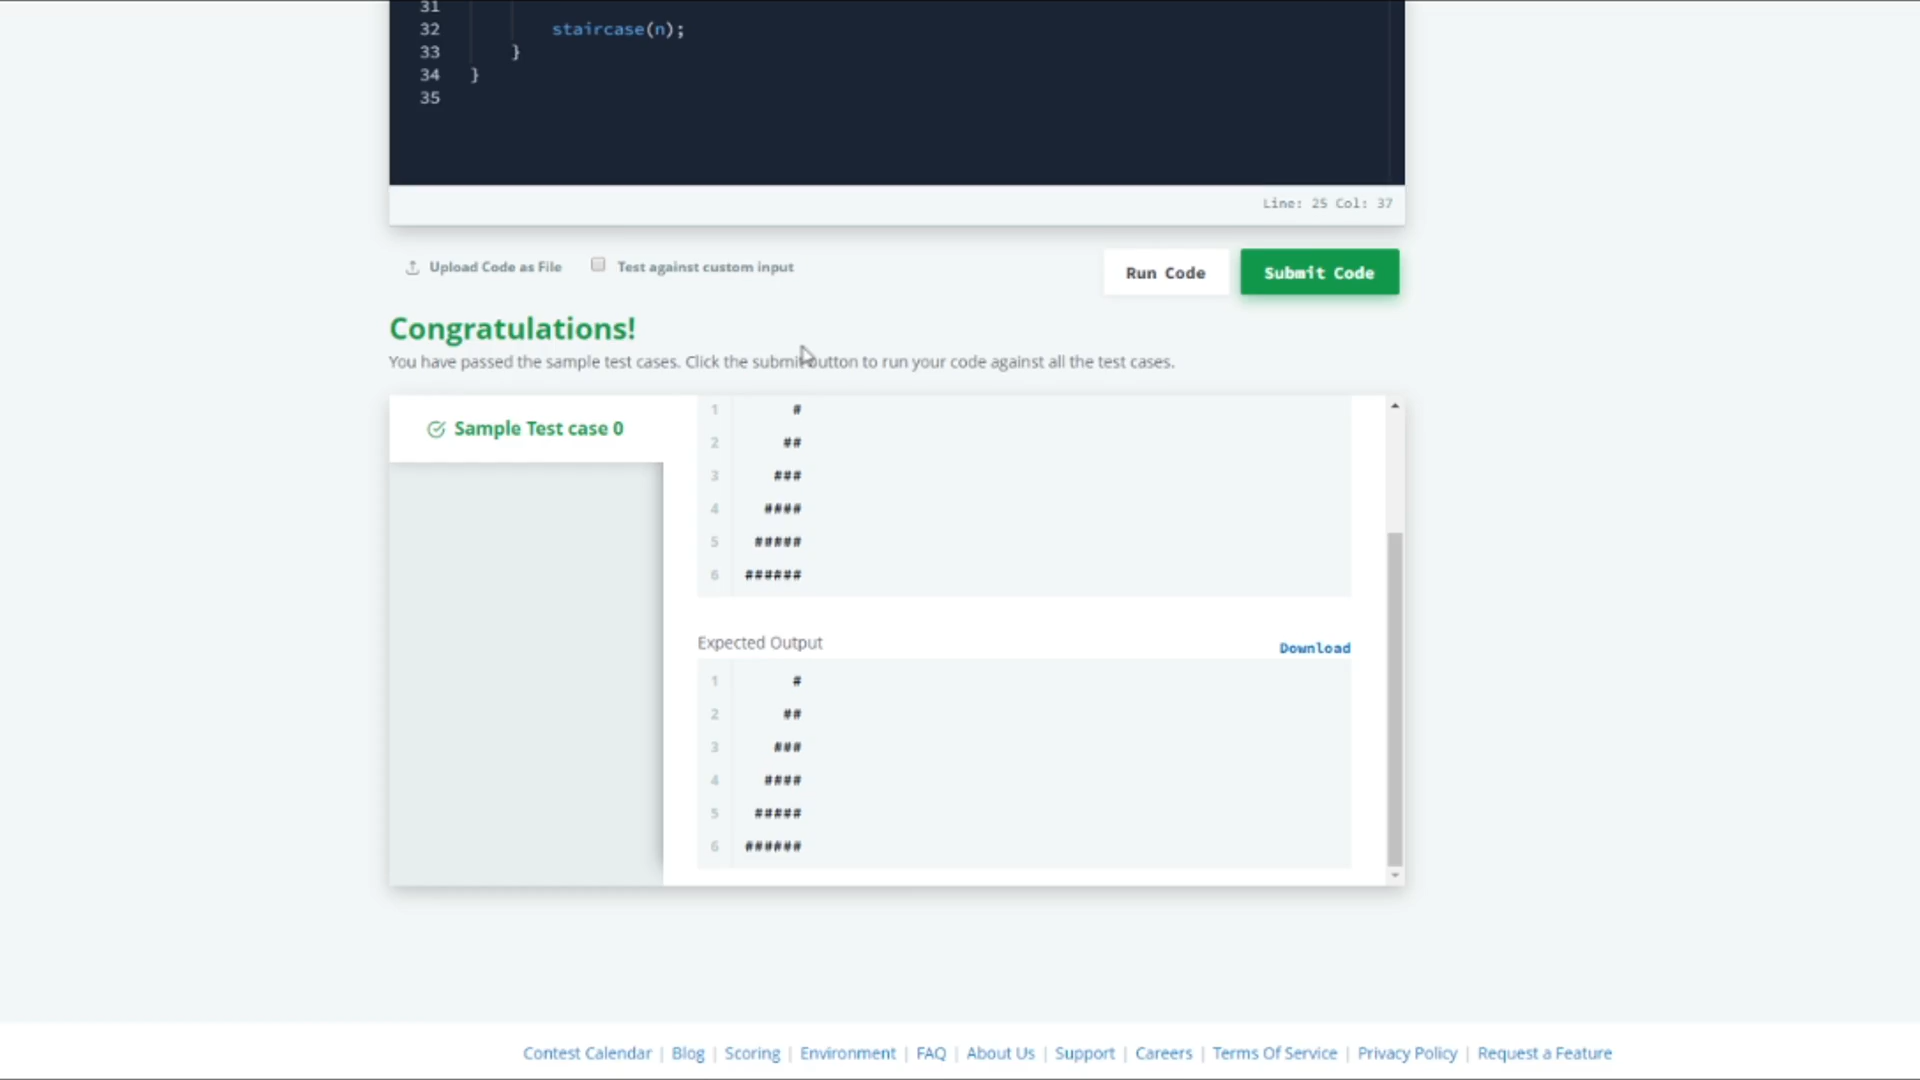 31
32 staircase(n);
33 }
34 }
35
Line: 25 Col: 37
Upload Code as File Test against custom input Run Code Submit Code
Congratulations!
You have passed the sample test cases. Click the submit button to run your code against all the test cases.
Sample Test case 0
1 #
2 ##
3 ###
4 ####
5 #####
6 ######
Expected Output Download
1 #
2 ##
3 ###
4 ####
5 #####
6 ######
Contest Calendar | Blog | Scoring | Environment | FAQ | About Us | Support | Careers | Terms Of Service | Privacy Policy | Request a Feature